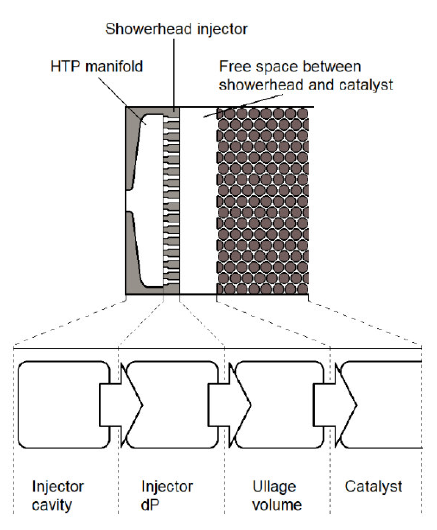 Showerhead injector
HTP manifold
Free space between
showerhead and catalyst
Injector
cavity
Injector
dP
Ullage
volume
Catalyst